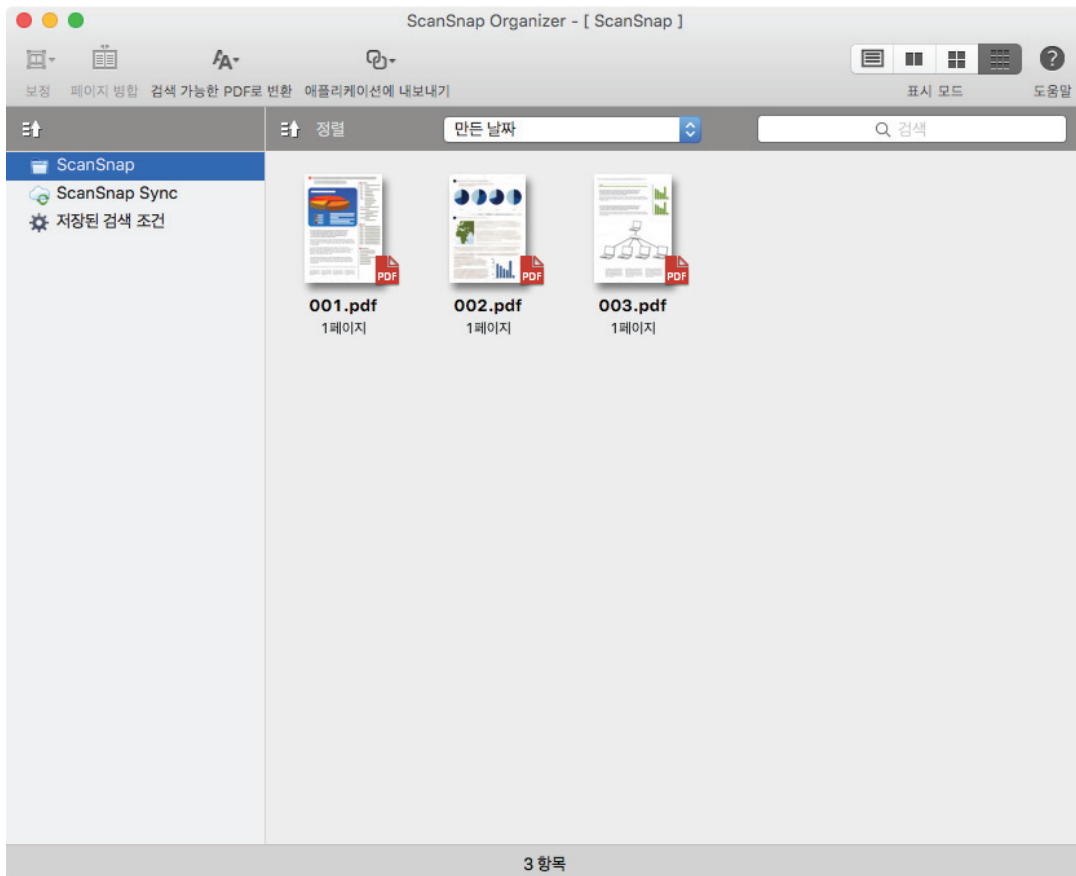 ScanSnap Organizer - [ ScanSnap ]
보정 페이지 병합 검색 가능한 PDF로 변환 애플리케이션에 내보내기 표시 모드 도움말
정렬 만든 날짜 검색
ScanSnap
ScanSnap Sync
저장된 검색 조건
PDF PDF PDF
001.pdf 002.pdf 003.pdf
1페이지 1페이지 1페이지
3 항목